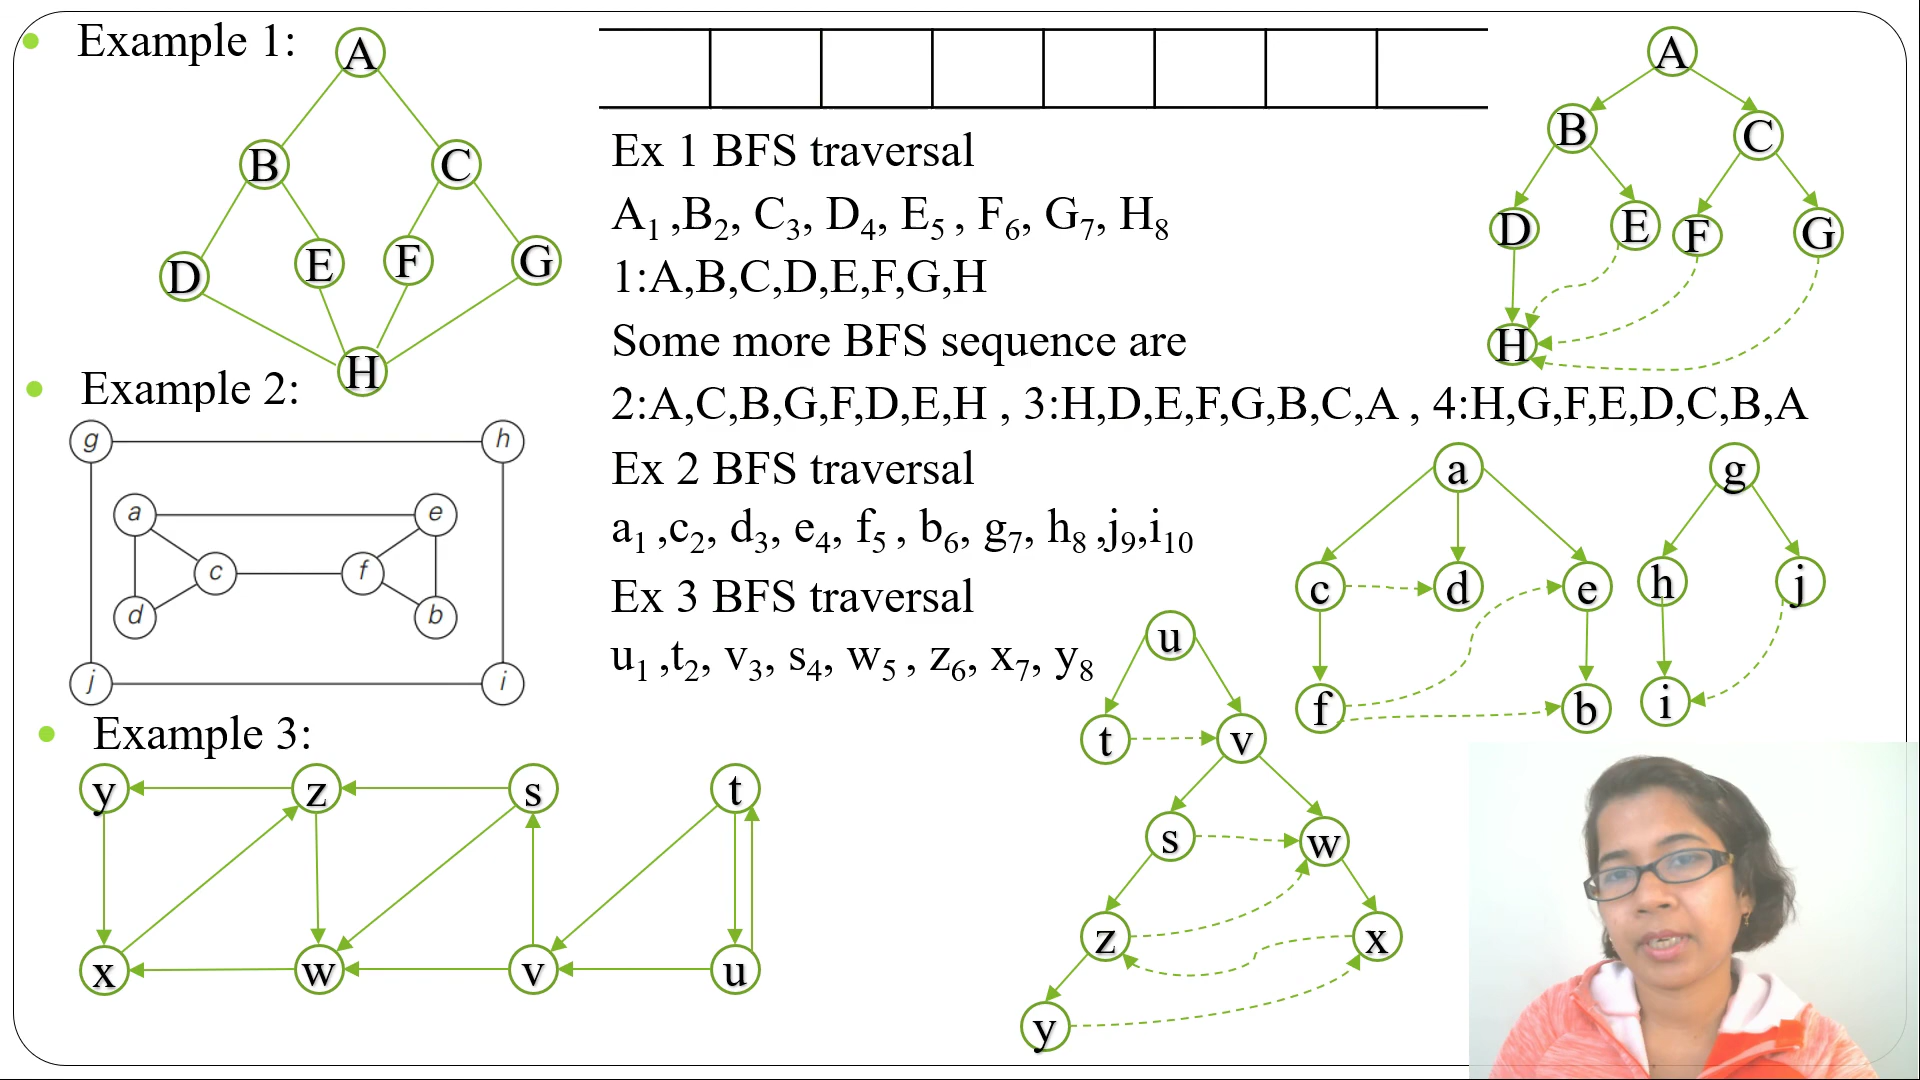 Example 1:
A
B C
D E F G
H
Ex 1 BFS traversal
A1 ,B2, C3, D4, E5 , F6, G7, H8
1:A,B,C,D,E,F,G,H
Some more BFS sequence are
2:A,C,B,G,F,D,E,H , 3:H,D,E,F,G,B,C,A , 4:H,G,F,E,D,C,B,A
A
B C
D E F G
H
Example 2:
g h
a e
c f
d b
j i
Ex 2 BFS traversal
a1 ,c2, d3, e4, f5 , b6, g7, h8 ,j9,i10
a g
c d e h j
f b i
Example 3:
y z s t
x w v u
Ex 3 BFS traversal
u1 ,t2, v3, s4, w5 , z6, x7, y8
u
t v
s w
z x
y